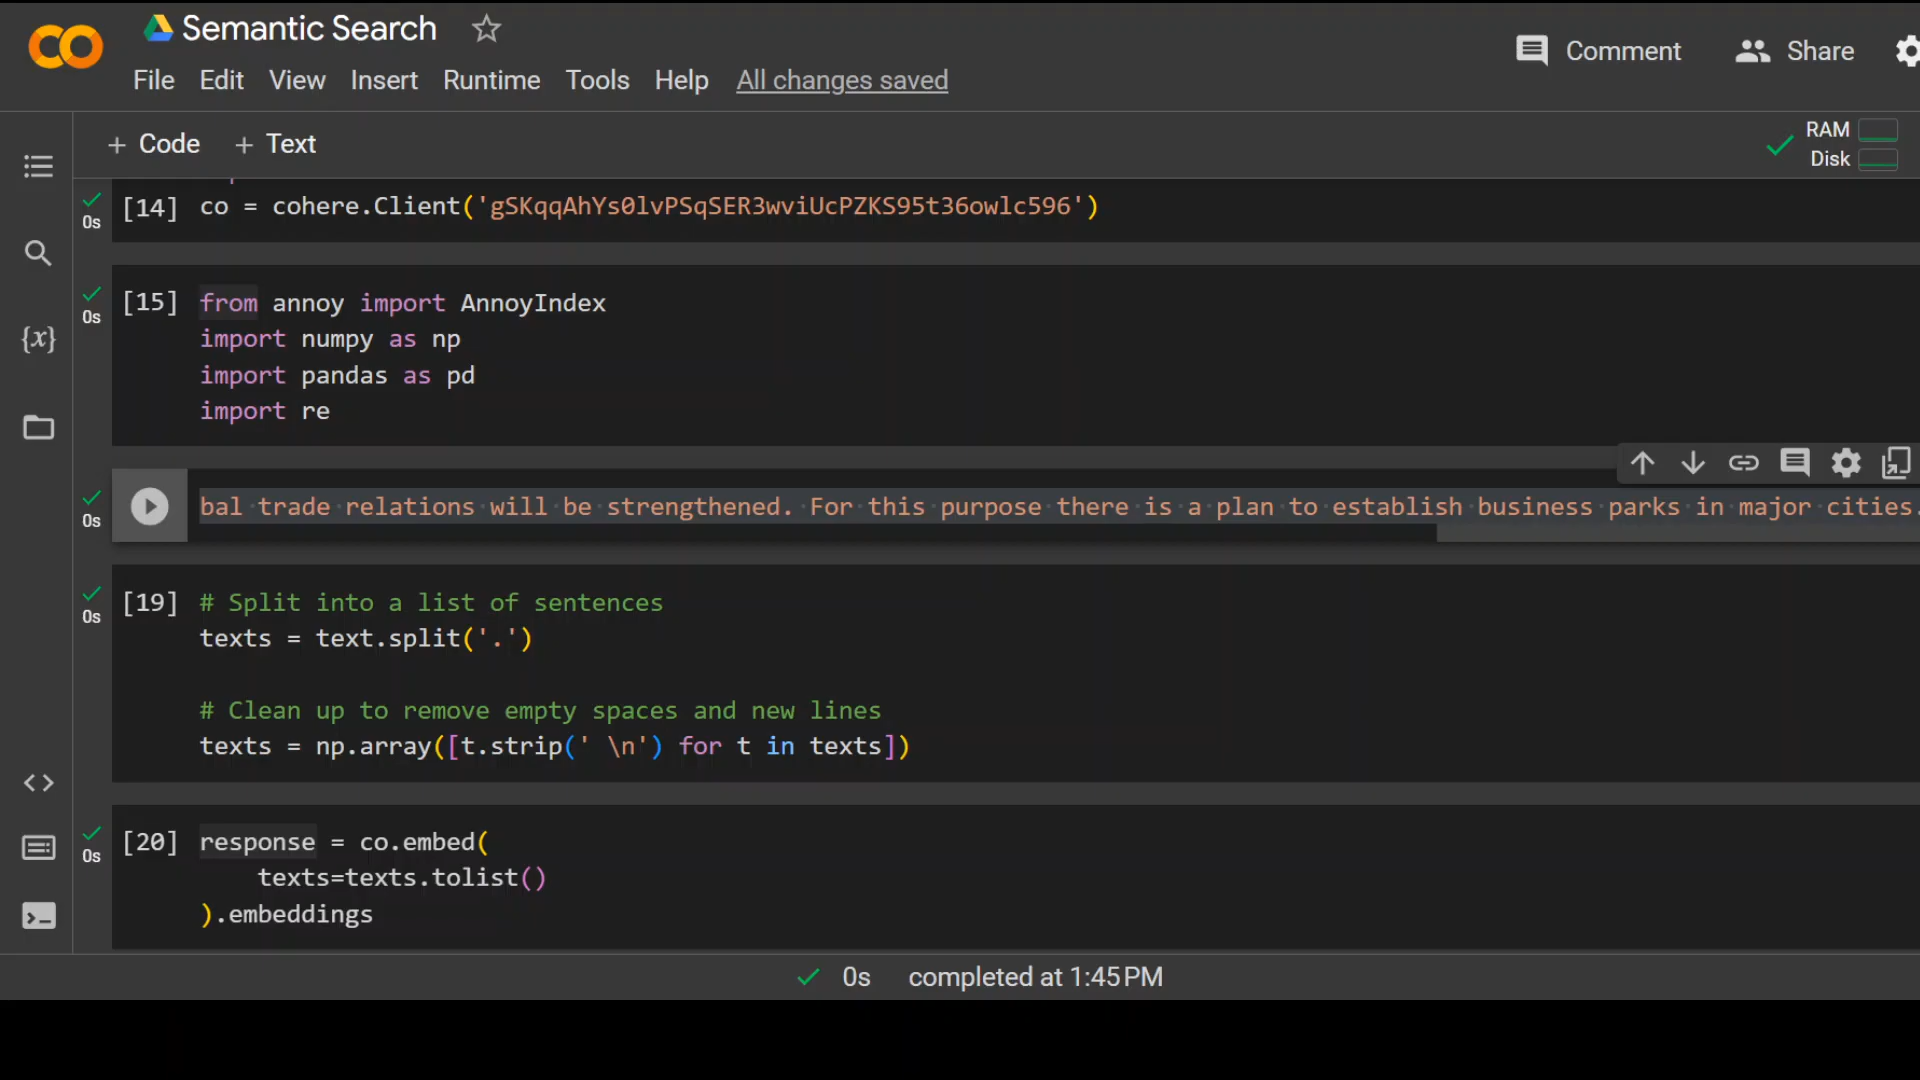 Semantic Search
Comment
Share
File Edit View Insert Runtime Tools Help All changes saved
+ Code + Text
RAM
Disk
0s
[14] co = cohere.Client('gSKqqAhYs0lvPSqSER3wviUcPZKS95t36owlc596')
0s
[15] from annoy import AnnoyIndex
import numpy as np
import pandas as pd
import re
{x}
0s
bal trade relations will be strengthened. For this purpose there is a plan to establish business parks in major cities.
0s
[19] # Split into a list of sentences
texts = text.split('.')
# Clean up to remove empty spaces and new lines
texts = np.array([t.strip(' \n') for t in texts])
0s
[20] response = co.embed(
texts=texts.tolist()
).embeddings
0s completed at 1:45 PM